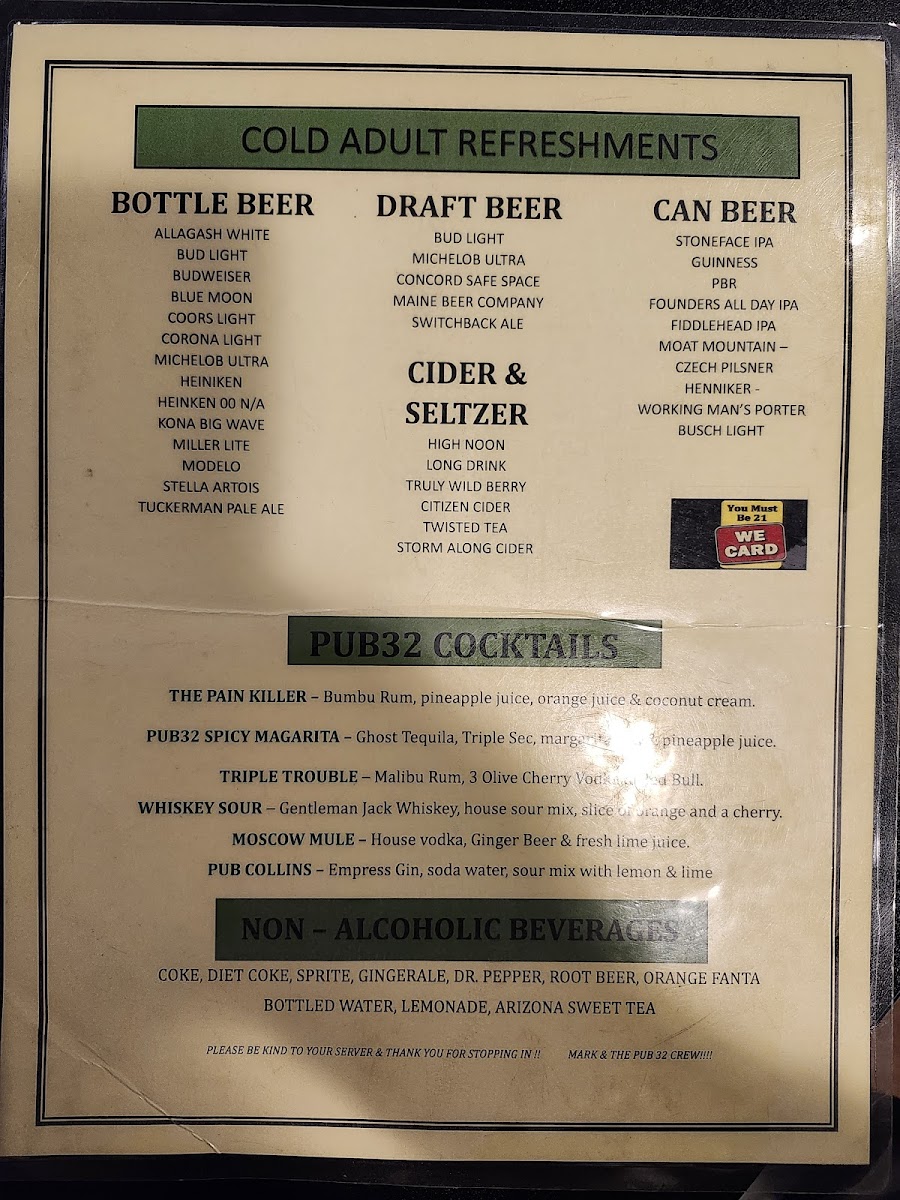 COLD ADULT REFRESHMENTS
BOTTLE BEER
ALLAGASH WHITE
BUD LIGHT
BUDWEISER
BLUE MOON
COORS LIGHT
CORONA LIGHT
MICHELOB ULTRA
HEINIKEN
HEINKEN 00 N/A
KONA BIG WAVE
MILLER LITE
MODELO
STELLA ARTOIS
TUCKERMAN PALE ALE
DRAFT BEER
BUD LIGHT
MICHELOB ULTRA
CONCORD SAFE SPACE
MAINE BEER COMPANY
SWITCHBACK ALE
CIDER &
SELTZER
HIGH NOON
LONG DRINK
TRULY WILD BERRY
CITIZEN CIDER
TWISTED TEA
STORM ALONG CIDER
CAN BEER
STONEFACE IPA
GUINNESS
PBR
FOUNDERS ALL DAY IPA
FIDDLEHEAD IPA
MOAT MOUNTAIN –
CZECH PILSNER
HENNIKER -
WORKING MAN'S PORTER
BUSCH LIGHT
You Must
Be 21
WE
CARD
PUB32 COCKTAILS
THE PAIN KILLER – Bumbu Rum, pineapple juice, orange juice & coconut cream.
PUB32 SPICY MAGARITA – Ghost Tequila, Triple Sec, pineapple juice.
TRIPLE TROUBLE – Malibu Rum, 3 Olive Cherry Vodka Bull.
WHISKEY SOUR – Gentleman Jack Whiskey, house sour mix, slice of orange and a cherry.
MOSCOW MULE – House vodka, Ginger Beer & fresh lime juice.
PUB COLLINS – Empress Gin, soda water, sour mix with lemon & lime
NON – ALCOHOLIC BEVERAGES
COKE, DIET COKE, SPRITE, GINGERALE, DR. PEPPER, ROOT BEER, ORANGE FANTA
BOTTLED WATER, LEMONADE, ARIZONA SWEET TEA
PLEASE BE KIND TO YOUR SERVER & THANK YOU FOR STOPPING IN !! MARK & THE PUB 32 CREW!!!!